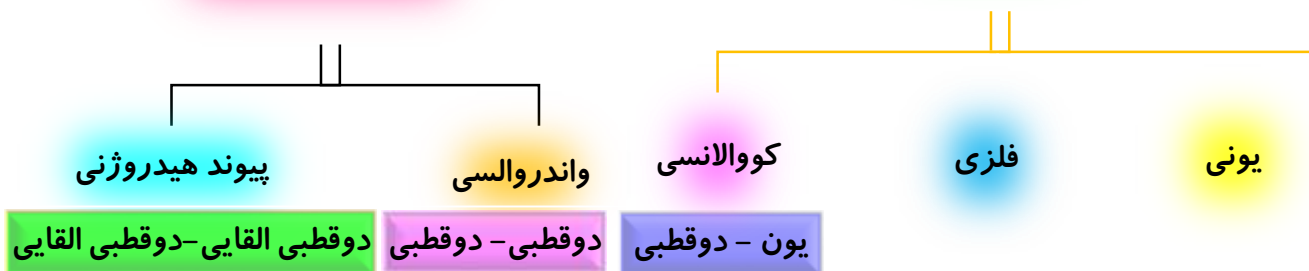 یونی
فلزی
کووالانسی
واندروالسی
پیوند هیدروژنی
یون – دوقطبی
دوقطبی– دوقطبی
دوقطبی القایی–دوقطبی القایی